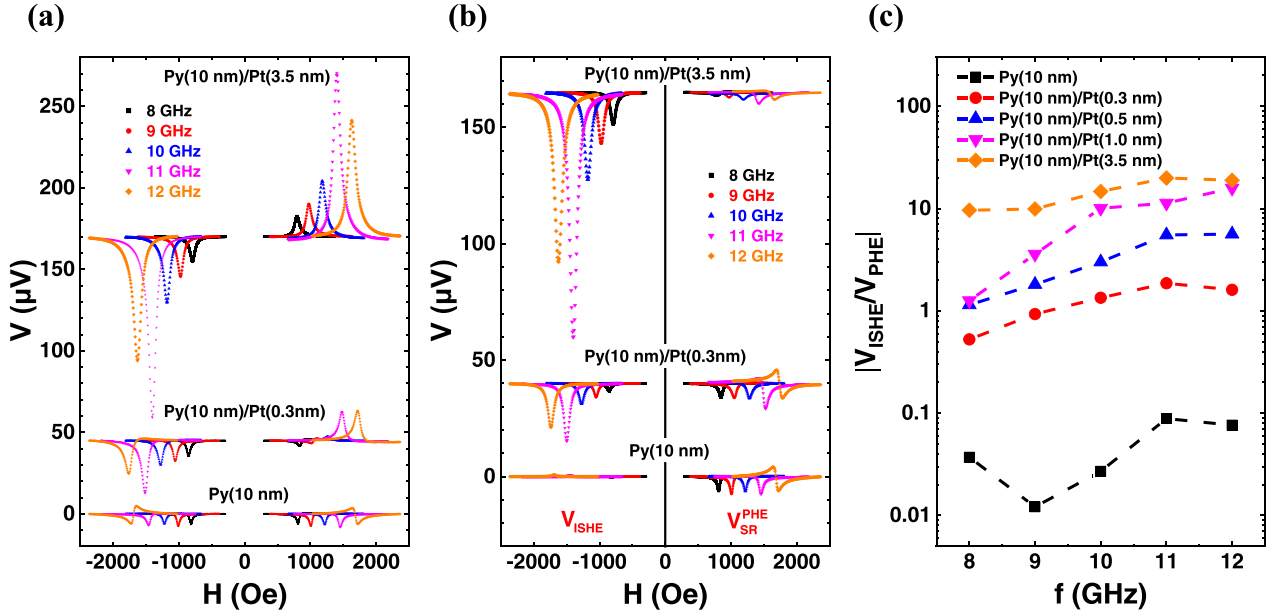 (a)
Py(10 nm)/Pt(3.5 nm)
8 GHz
9 GHz
10 GHz
11 GHz
12 GHz
Py(10 nm)/Pt(0.3nm)
Py(10 nm)
250
200
150
100
50
0
V (µV)
-2000 -1000 0 1000 2000
H (Oe)
(b)
Py(10 nm)/Pt(3.5 nm)
8 GHz
9 GHz
10 GHz
11 GHz
12 GHz
Py(10 nm)/Pt(0.3nm)
Py(10 nm)
V_ISHE
V_SR^PHE
160
120
80
40
0
V (µV)
-2000 -1000 0 1000 2000
H (Oe)
(c)
Py(10 nm)
Py(10 nm)/Pt(0.3 nm)
Py(10 nm)/Pt(0.5 nm)
Py(10 nm)/Pt(1.0 nm)
Py(10 nm)/Pt(3.5 nm)
100
10
1
0.1
0.01
|V_ISHE/V_PHE|
8 9 10 11 12
f (GHz)